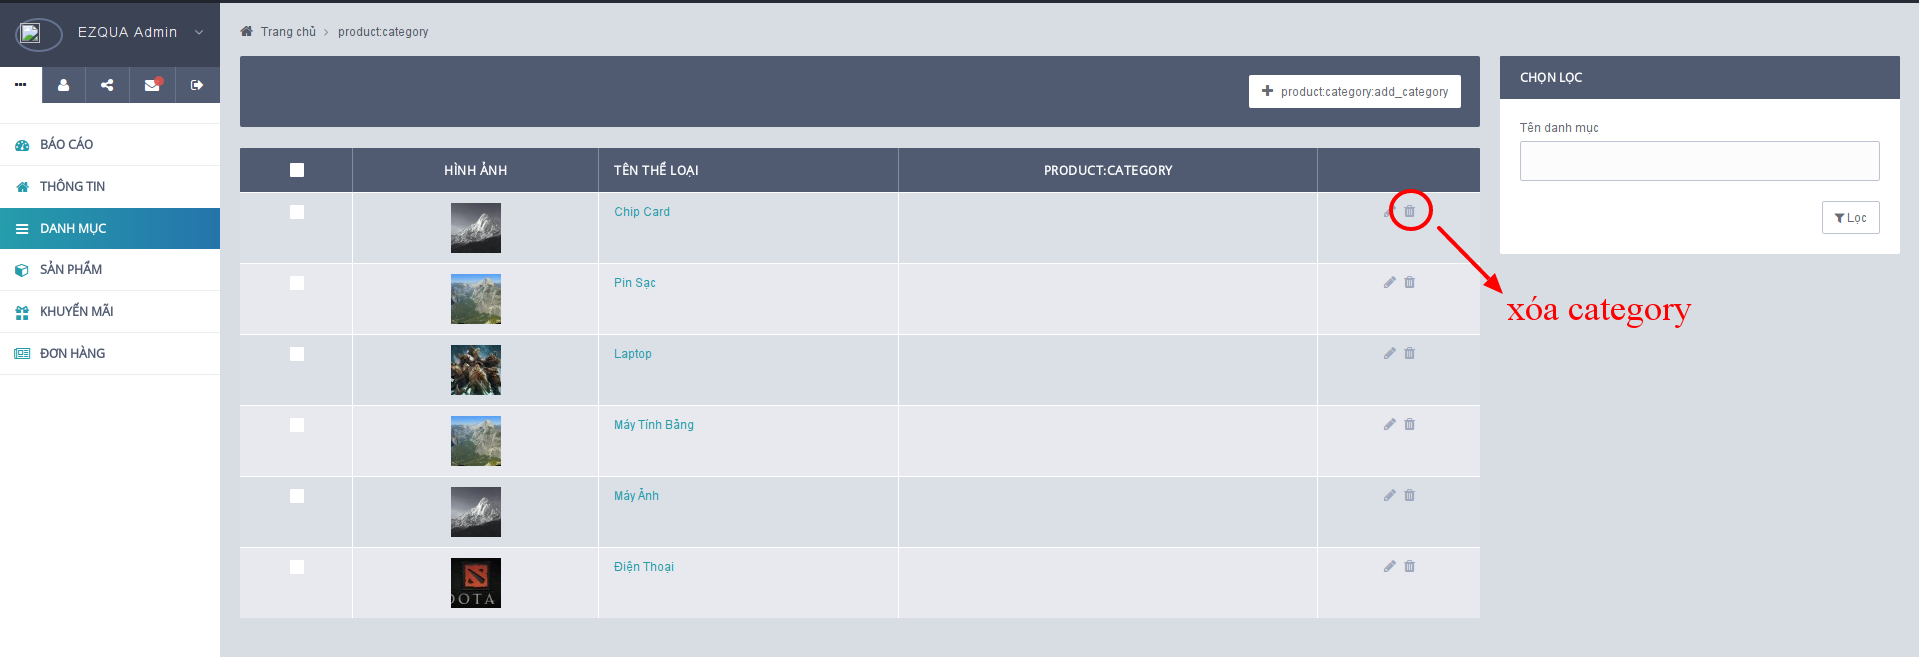 EZQUA Admin
Trang chủ > product:category
product:category:add_category
CHỌN LỌC
Tên danh mục
Lọc
BÁO CÁO
THÔNG TIN
DANH MỤC
SẢN PHẨM
KHUYẾN MÃI
ĐƠN HÀNG
HÌNH ẢNH TÊN THỂ LOẠI PRODUCT:CATEGORY
Chip Card
Pin Sạc
Laptop
Máy Tính Bảng
Máy Ảnh
DOTA
Điện Thoại
xóa category